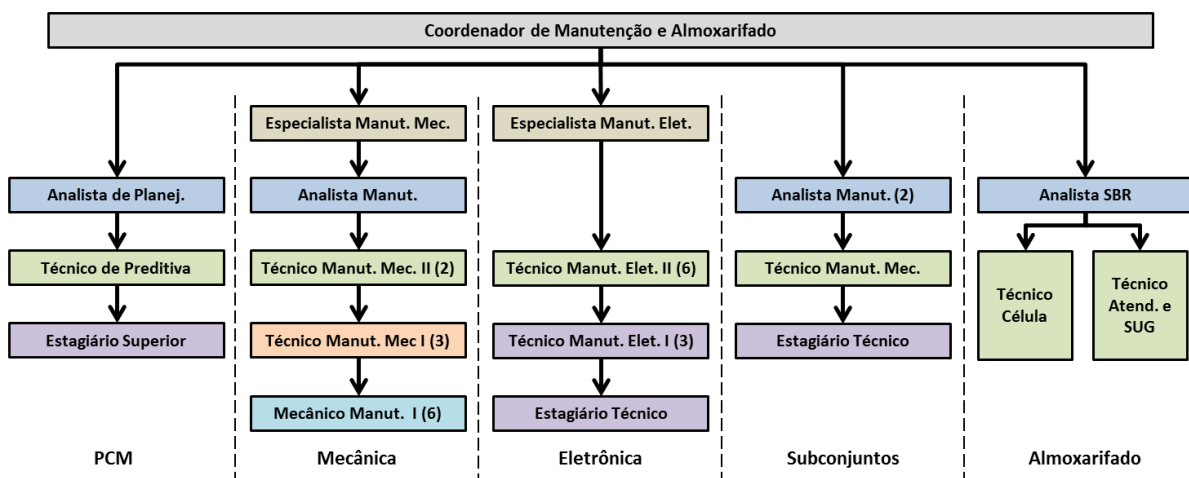 Coordenador de Manutenção e Almoxarifado
Especialista Manut. Mec.
Especialista Manut. Elet.
Analista de Planej.
Analista Manut.
Analista Manut. (2)
Analista SBR
Técnico de Preditiva
Técnico Manut. Mec. II (2)
Técnico Manut. Elet. II (6)
Técnico Manut. Mec.
Técnico
Célula
Técnico
Atend. e
SUG
Estagiário Superior
Técnico Manut. Mec I (3)
Técnico Manut. Elet. I (3)
Estagiário Técnico
Mecânico Manut. I (6)
Estagiário Técnico
PCM
Mecânica
Eletrônica
Subconjuntos
Almoxarifado